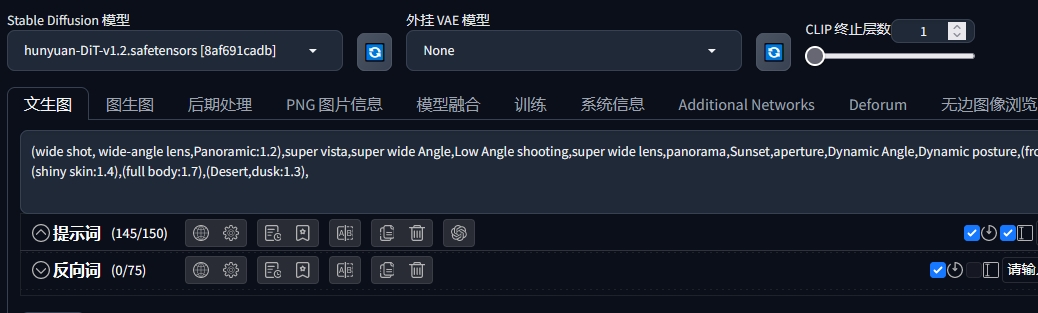 Stable Diffusion 模型
外挂 VAE 模型
CLIP 终止层数
1
hunyuan-DiT-v1.2.safetensors [8af691cadb]
None
文生图
图生图
后期处理
PNG 图片信息
模型融合
训练
系统信息
Additional Networks
Deforum
无边图像浏览
(wide shot, wide-angle lens,Panoramic:1.2),super vista,super wide Angle,Low Angle shooting,super wide lens,panorama,Sunset,aperture,Dynamic Angle,Dynamic posture,(fro
(shiny skin:1.4),(full body:1.7),(Desert,dusk:1.3),
提示词 (145/150)
反向词 (0/75)
请输